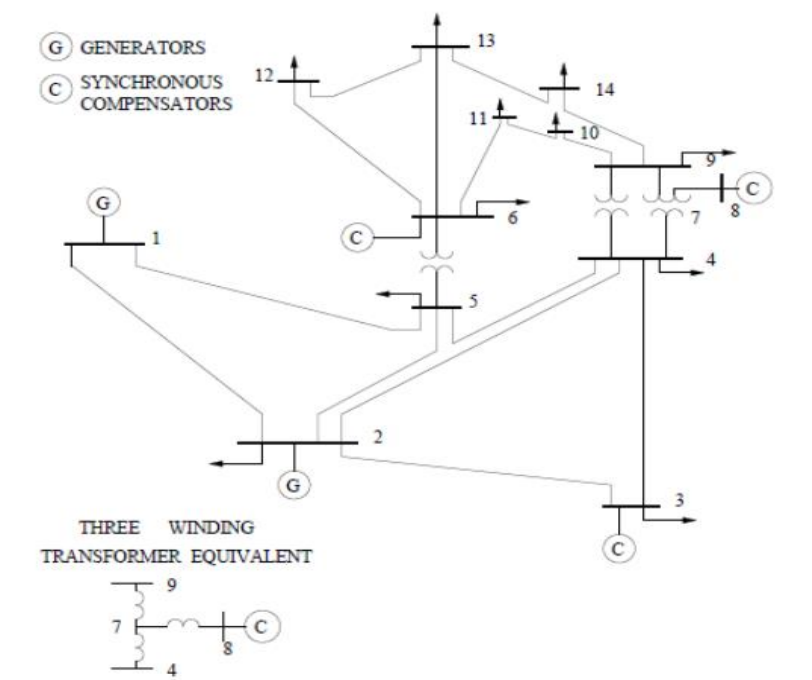 G GENERATORS
C SYNCHRONOUS
COMPENSATORS
13
12
14
11
10
9
C
8
7
6
C
G
1
4
5
2
G
3
C
THREE WINDING
TRANSFORMER EQUIVALENT
9
7
C
8
4